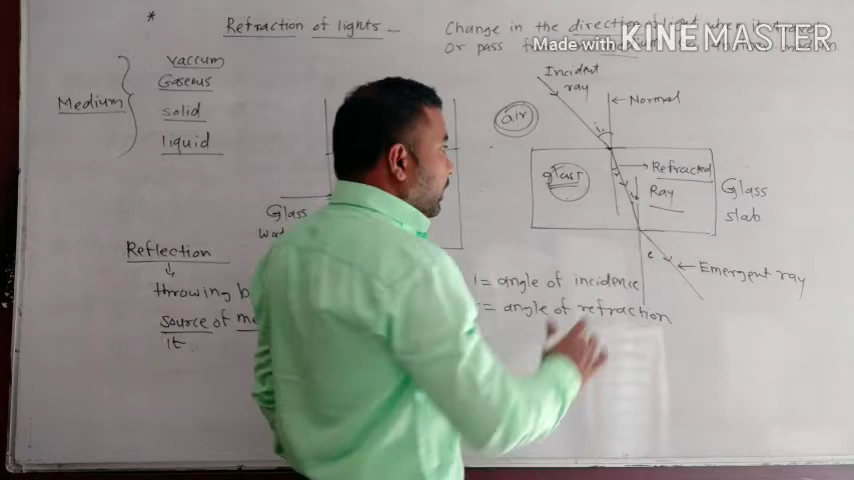 * Refraction of lights - Change in the direction of light when it travel
Or pass
Made with KINEMASTER
Medium
vaccum
Gaseous
solid
liquid
Glass
Reflection
throwing b
source of me
It
air
Incident
ray
Normal
i
glass
Refracted
Ray
Glass
slab
e
Emergent ray
i = angle of incidence
= angle of refraction